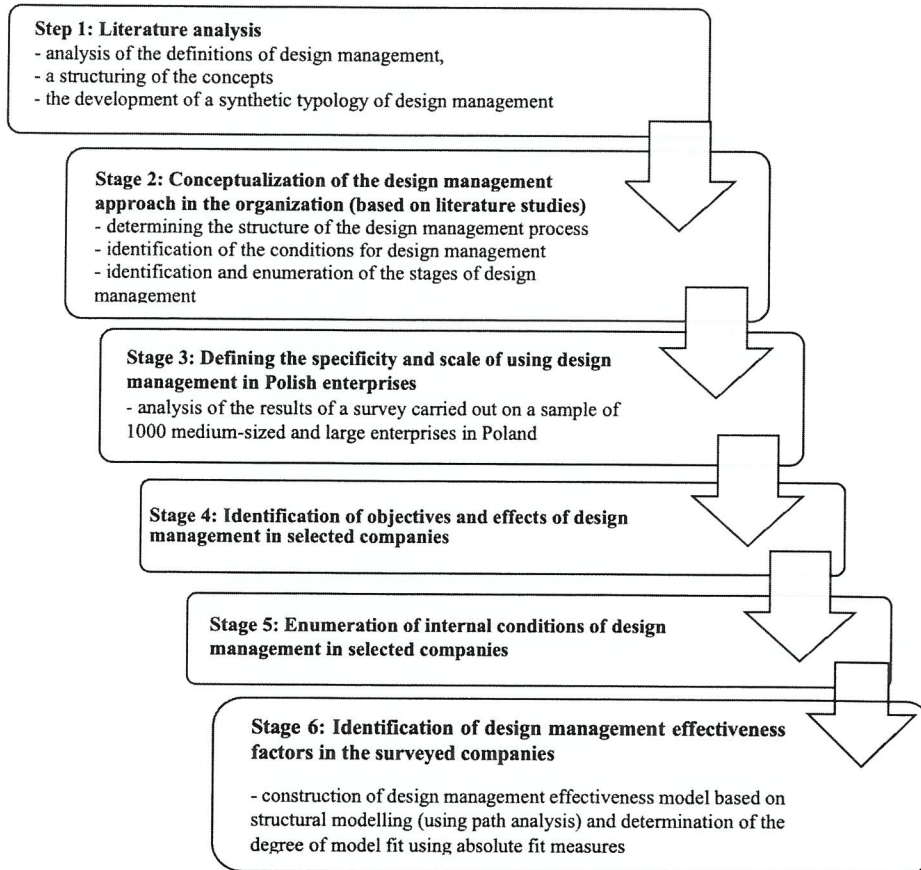 Step 1: Literature analysis
- analysis of the definitions of design management,
- a structuring of the concepts
- the development of a synthetic typology of design management
Stage 2: Conceptualization of the design management
approach in the organization (based on literature studies)
- determining the structure of the design management process
- identification of the conditions for design management
- identification and enumeration of the stages of design
management
Stage 3: Defining the specificity and scale of using design
management in Polish enterprises
- analysis of the results of a survey carried out on a sample of
1000 medium-sized and large enterprises in Poland
Stage 4: Identification of objectives and effects of design
management in selected companies
Stage 5: Enumeration of internal conditions of design
management in selected companies
Stage 6: Identification of design management effectiveness
factors in the surveyed companies
- construction of design management effectiveness model based on
structural modelling (using path analysis) and determination of the
degree of model fit using absolute fit measures